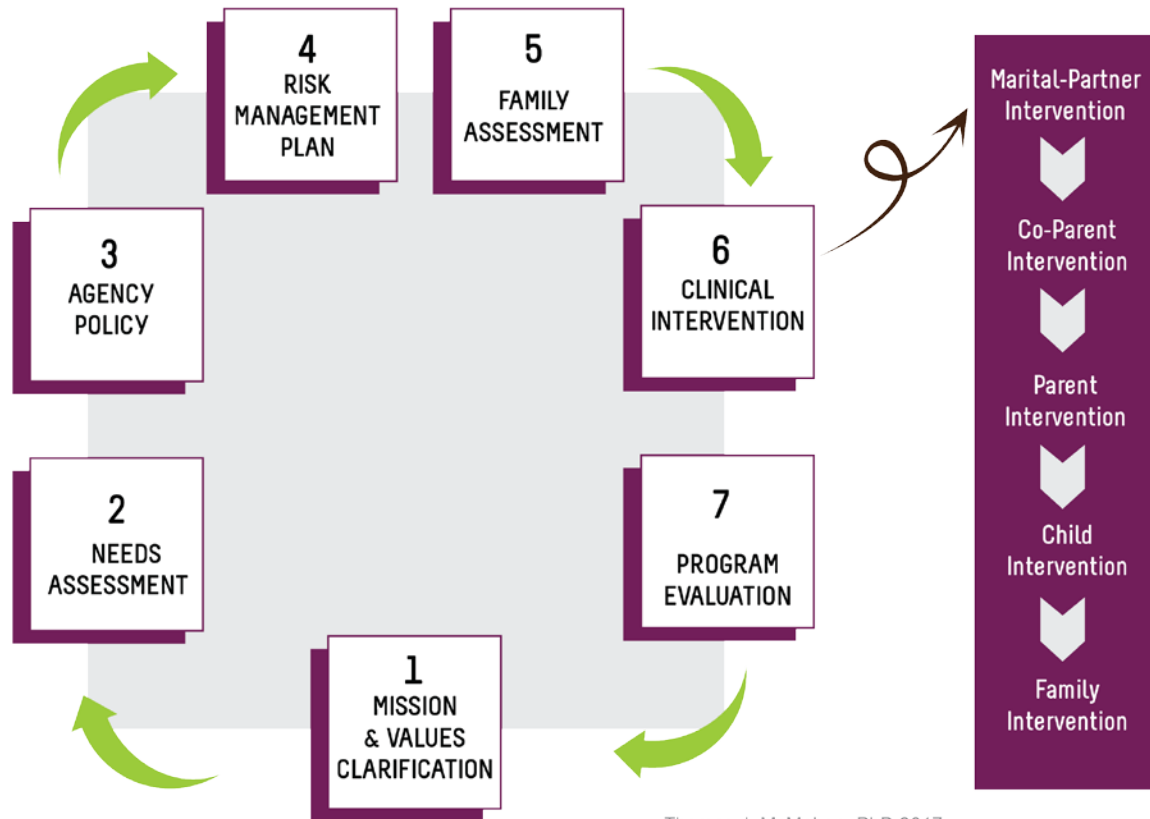 1
MISSION
& VALUES
CLARIFICATION
2
NEEDS
ASSESSMENT
3
AGENCY
POLICY
4
RISK
MANAGEMENT
PLAN
5
FAMILY
ASSESSMENT
6
CLINICAL
INTERVENTION
7
PROGRAM
EVALUATION
Marital-Partner
Intervention
Co-Parent
Intervention
Parent
Intervention
Child
Intervention
Family
Intervention